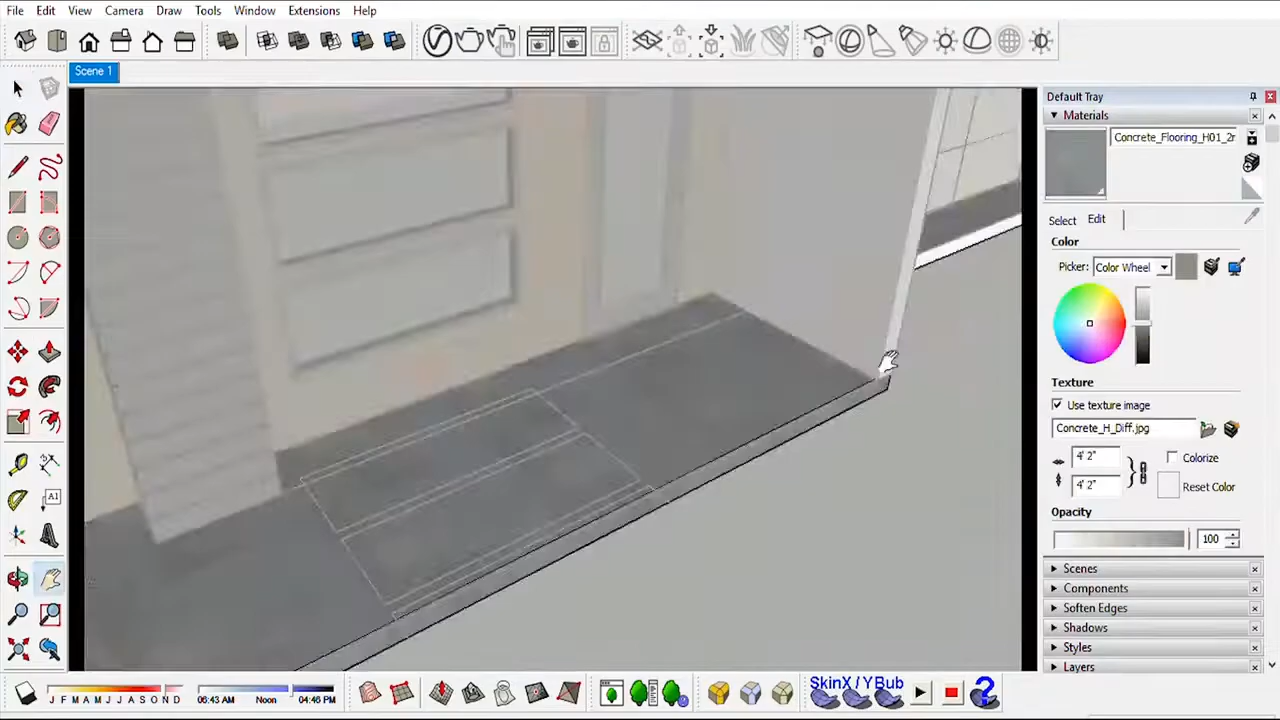 File Edit View Camera Draw Tools Window Extensions Help
Scene 1
Default Tray
Materials
Concrete_Flooring_H01_2r
Select Edit
Color
Picker: Color Wheel
Texture
Use texture image
Concrete_H_Diff.jpg
4' 2" Colorize
4' 2" Reset Color
Opacity
100
Scenes
Components
Soften Edges
Shadows
Styles
Layers
A1
J F M A M J J A S O N D 06:43 AM Noon 04:46 PM
SkinX / YBub